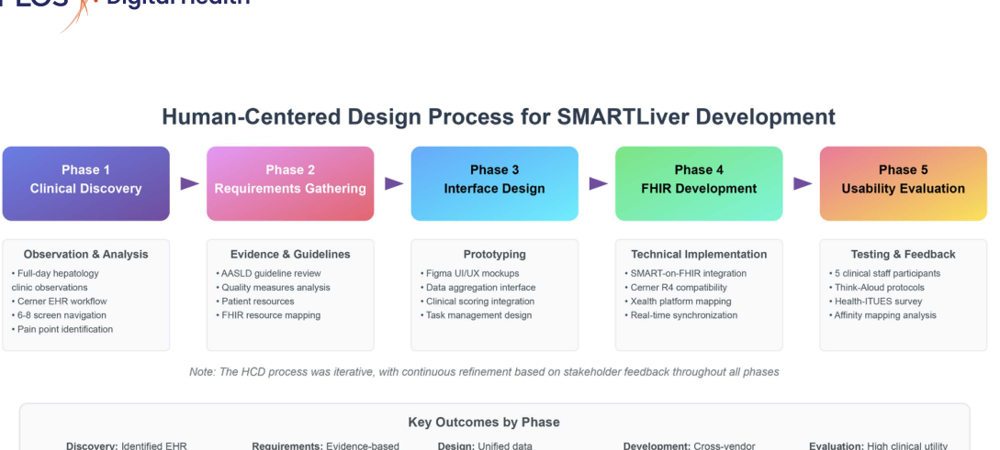 Digital Health
Human-Centered Design Process for SMARTLiver Development
Phase 1
Clinical Discovery
Phase 2
Requirements Gathering
Phase 3
Interface Design
Phase 4
FHIR Development
Phase 5
Usability Evaluation
Observation & Analysis
• Full-day hepatology
clinic observations
• Cerner EHR workflow
• 6-8 screen navigation
• Pain point identification
Evidence & Guidelines
• AASLD guideline review
• Quality measures analysis
• Patient resources
• FHIR resource mapping
Prototyping
• Figma UI/UX mockups
• Data aggregation interface
• Clinical scoring integration
• Task management design
Technical Implementation
• SMART-on-FHIR integration
• Cerner R4 compatibility
• Xealth platform mapping
• Real-time synchronization
Testing & Feedback
• 5 clinical staff participants
• Think-Aloud protocols
• Health-ITUES survey
• Affinity mapping analysis
Note: The HCD process was iterative, with continuous refinement based on stakeholder feedback throughout all phases
Key Outcomes by Phase
Discovery: Identified EHR
Requirements: Evidence-based
Design: Unified data
Development: Cross-vendor
Evaluation: High clinical utility